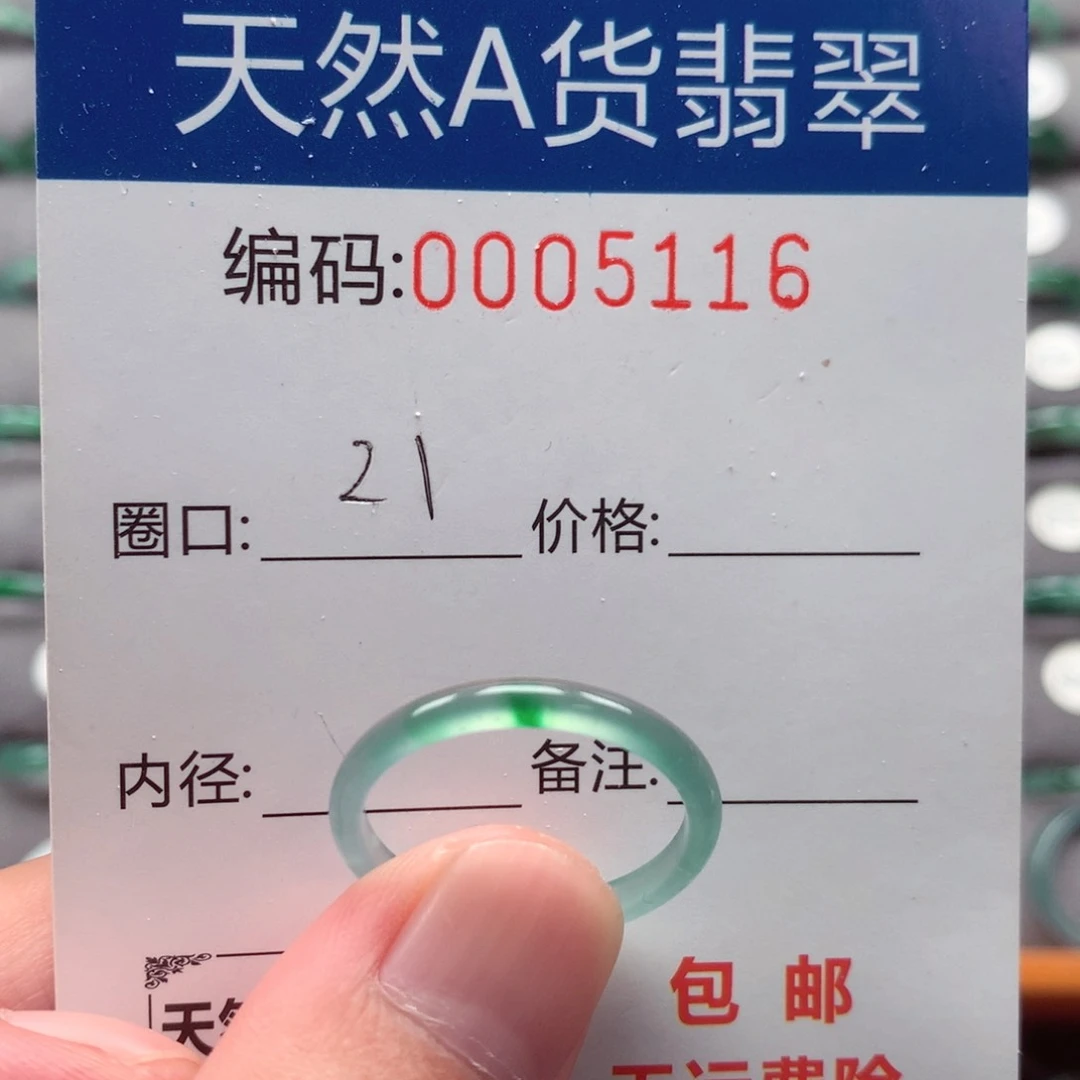 天然A货翡翠
编码:0005116
圈口: 21 价格:
内径: 备注:
包邮
天